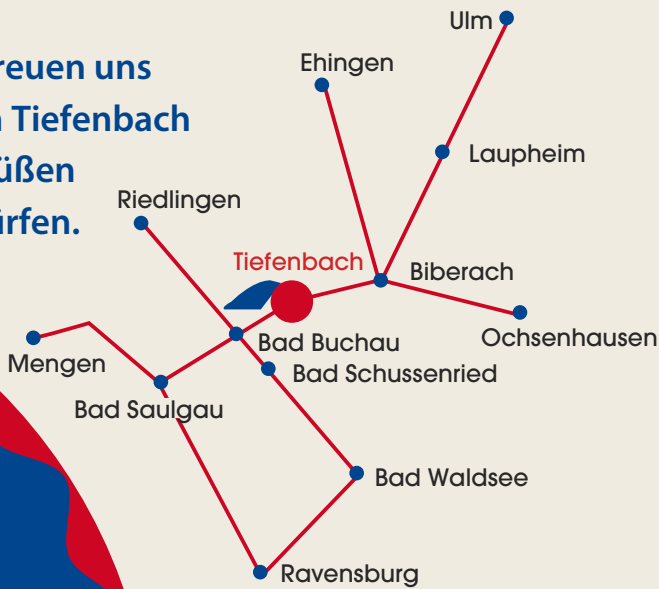 reuen uns
Tiefenbach
üßen
ürfen.
Ulm
Ehingen
Laupheim
Riedlingen
Tiefenbach
Biberach
Ochsenhausen
Bad Buchau
Mengen
Bad Schussenried
Bad Saulgau
Bad Waldsee
Ravensburg